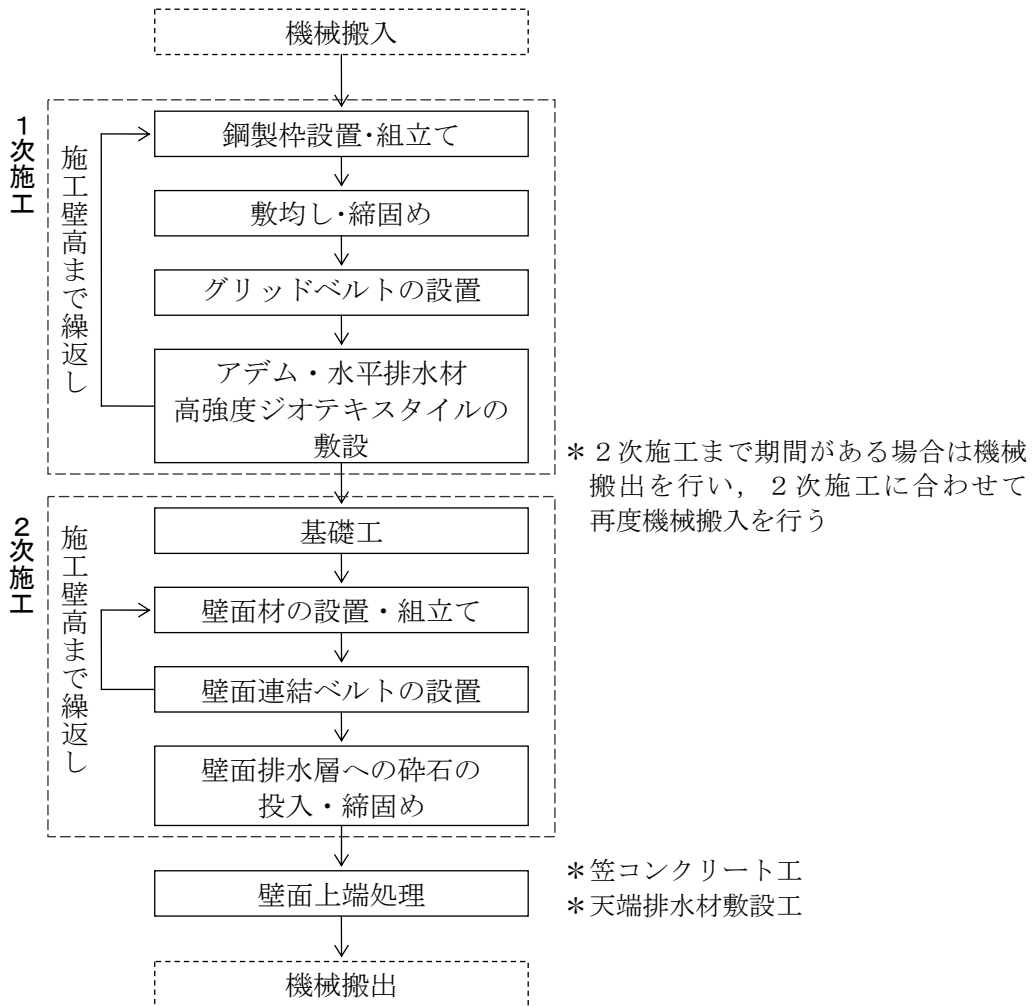 機械搬入
1次施工
施工壁高まで繰返し
鋼製枠設置・組立て
敷均し・締固め
グリッドベルトの設置
アデム・水平排水材
高強度ジオテキスタイルの
敷設
＊２次施工まで期間がある場合は機械
搬出を行い，２次施工に合わせて
再度機械搬入を行う
2次施工
施工壁高まで繰返し
基礎工
壁面材の設置・組立て
壁面連結ベルトの設置
壁面排水層への砕石の
投入・締固め
壁面上端処理
＊笠コンクリート工
＊天端排水材敷設工
機械搬出